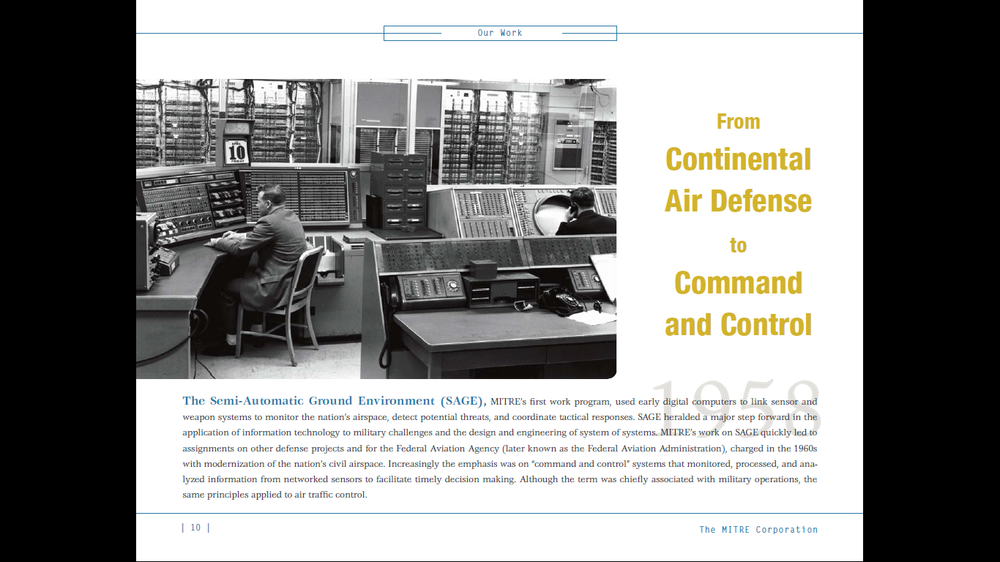 Our Work
APRIL
10
FRIDAY
IBM
From
Continental
Air Defense
to
Command
and Control
1958
The Semi-Automatic Ground Environment (SAGE), MITRE's first work program, used early digital computers to link sensor and
weapon systems to monitor the nation's airspace, detect potential threats, and coordinate tactical responses. SAGE heralded a major step forward in the
application of information technology to military challenges and the design and engineering of system of systems. MITRE's work on SAGE quickly led to
assignments on other defense projects and for the Federal Aviation Agency (later known as the Federal Aviation Administration), charged in the 1960s
with modernization of the nation's civil airspace. Increasingly the emphasis was on “command and control” systems that monitored, processed, and ana-
lyzed information from networked sensors to facilitate timely decision making. Although the term was chiefly associated with military operations, the
same principles applied to air traffic control.
| 10 |
The MITRE Corporation